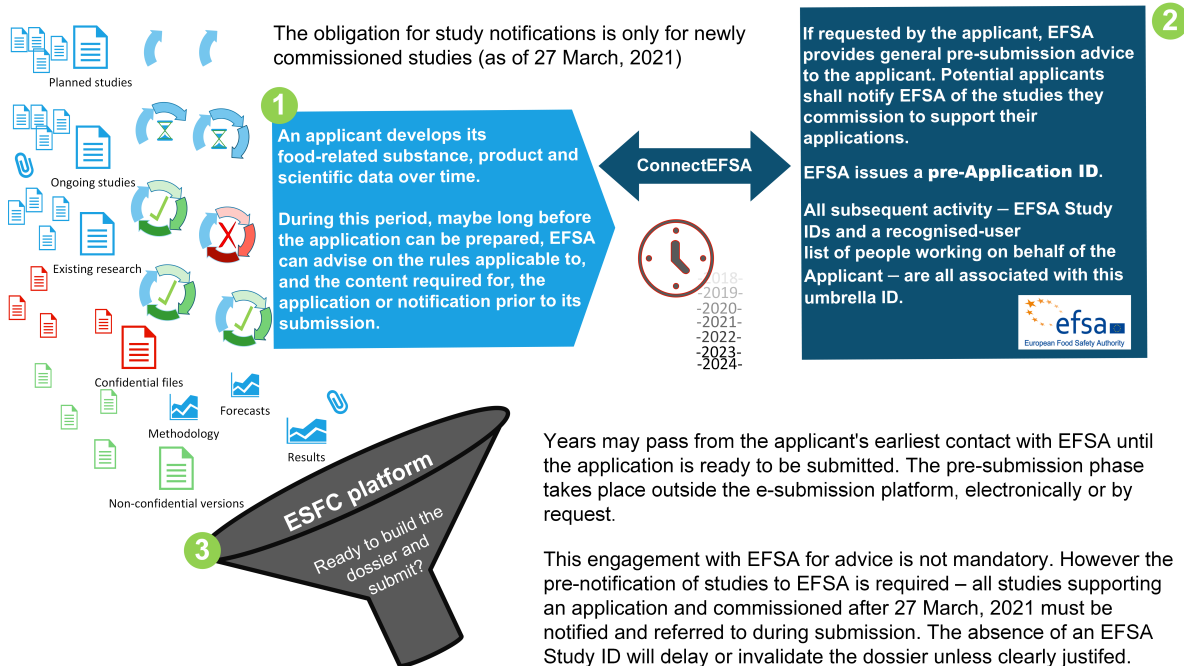 The obligation for study notifications is only for newly
commissioned studies (as of 27 March, 2021)
Planned studies
Ongoing studies
Existing research
Confidential files
Forecasts
Methodology
Results
Non-confidential versions
1
An applicant develops its
food-related substance, product and
scientific data over time.
During this period, maybe long before
the application can be prepared, EFSA
can advise on the rules applicable to,
and the content required for, the
application or notification prior to its
submission.
ConnectEFSA
-2018-
-2019-
-2020-
-2021-
-2022-
-2023-
-2024-
2
If requested by the applicant, EFSA
provides general pre-submission advice
to the applicant. Potential applicants
shall notify EFSA of the studies they
commission to support their
applications.
EFSA issues a pre-Application ID.
All subsequent activity – EFSA Study
IDs and a recognised-user
list of people working on behalf of the
Applicant – are all associated with this
umbrella ID.
efsa
European Food Safety Authority
3
ESFC platform
Ready to build the
dossier and
submit?
Years may pass from the applicant's earliest contact with EFSA until
the application is ready to be submitted. The pre-submission phase
takes place outside the e-submission platform, electronically or by
request.
This engagement with EFSA for advice is not mandatory. However the
pre-notification of studies to EFSA is required – all studies supporting
an application and commissioned after 27 March, 2021 must be
notified and referred to during submission. The absence of an EFSA
Study ID will delay or invalidate the dossier unless clearly justifed.